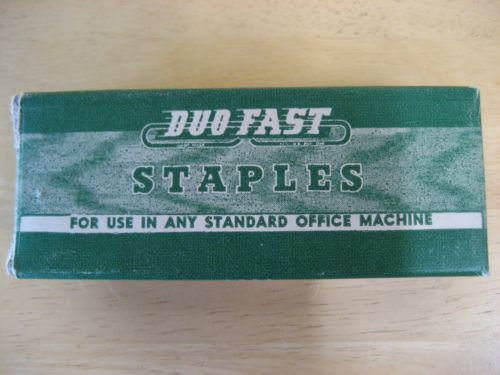 DUO FAST
STAPLES
FOR USE IN ANY STANDARD OFFICE MACHINE